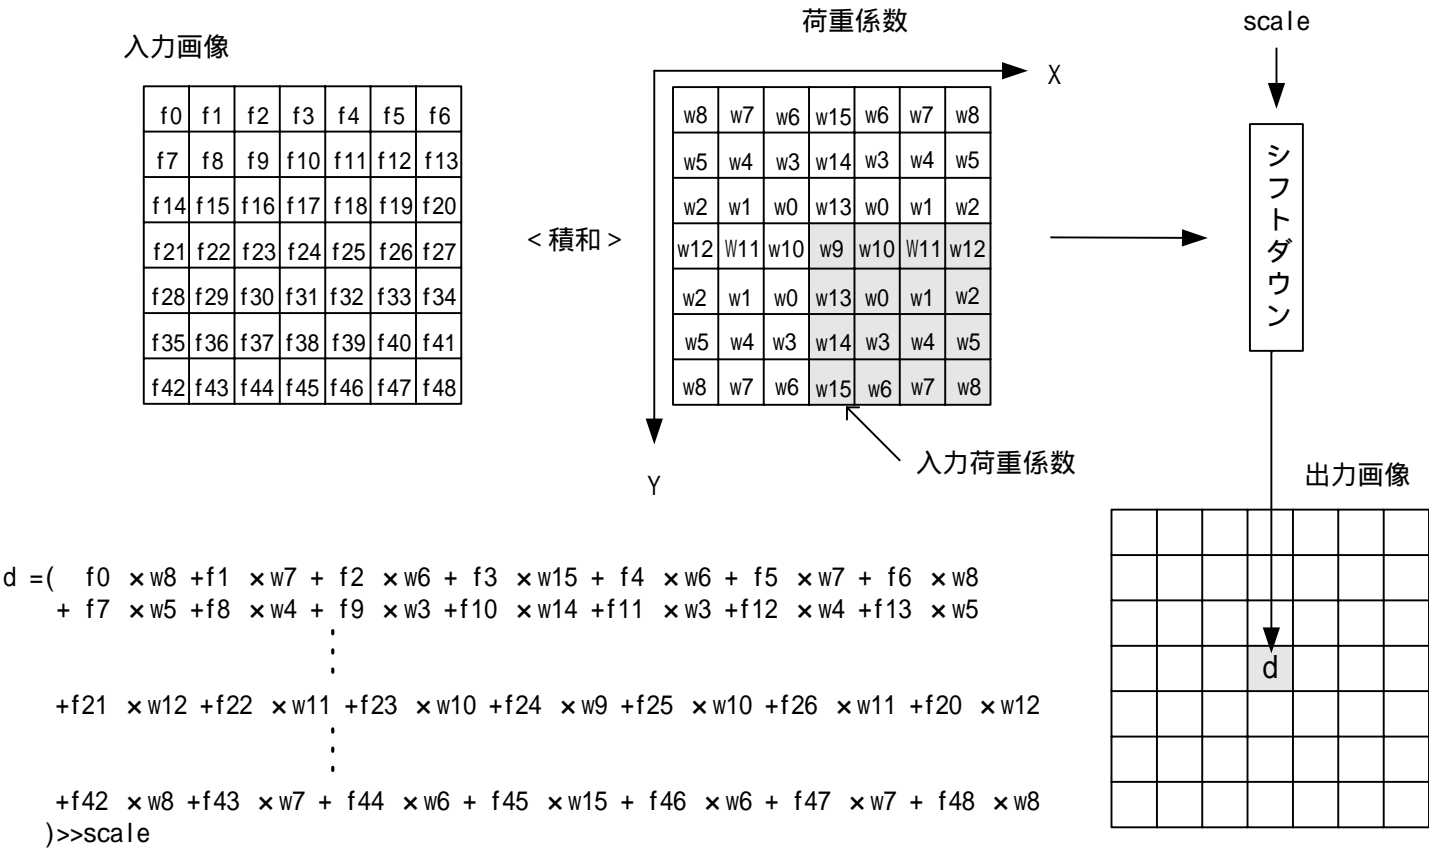 入力画像
荷重係数
scale
X
f0 f1 f2 f3 f4 f5 f6
f7 f8 f9 f10 f11 f12 f13
f14 f15 f16 f17 f18 f19 f20
f21 f22 f23 f24 f25 f26 f27
f28 f29 f30 f31 f32 f33 f34
f35 f36 f37 f38 f39 f40 f41
f42 f43 f44 f45 f46 f47 f48
<積和>
w8 w7 w6 w15 w6 w7 w8
w5 w4 w3 w14 w3 w4 w5
w2 w1 w0 w13 w0 w1 w2
w12 W11 w10 w9 w10 W11 w12
w2 w1 w0 w13 w0 w1 w2
w5 w4 w3 w14 w3 w4 w5
w8 w7 w6 w15 w6 w7 w8
シフトダウン
入力荷重係数
Y
出力画像
d
d =( f0 ×w8 +f1 ×w7 + f2 ×w6 + f3 ×w15 + f4 ×w6 + f5 ×w7 + f6 ×w8
+ f7 ×w5 +f8 ×w4 + f9 ×w3 +f10 ×w14 +f11 ×w3 +f12 ×w4 +f13 ×w5
+f21 ×w12 +f22 ×w11 +f23 ×w10 +f24 ×w9 +f25 ×w10 +f26 ×w11 +f20 ×w12
+f42 ×w8 +f43 ×w7 + f44 ×w6 + f45 ×w15 + f46 ×w6 + f47 ×w7 + f48 ×w8
)>>scale